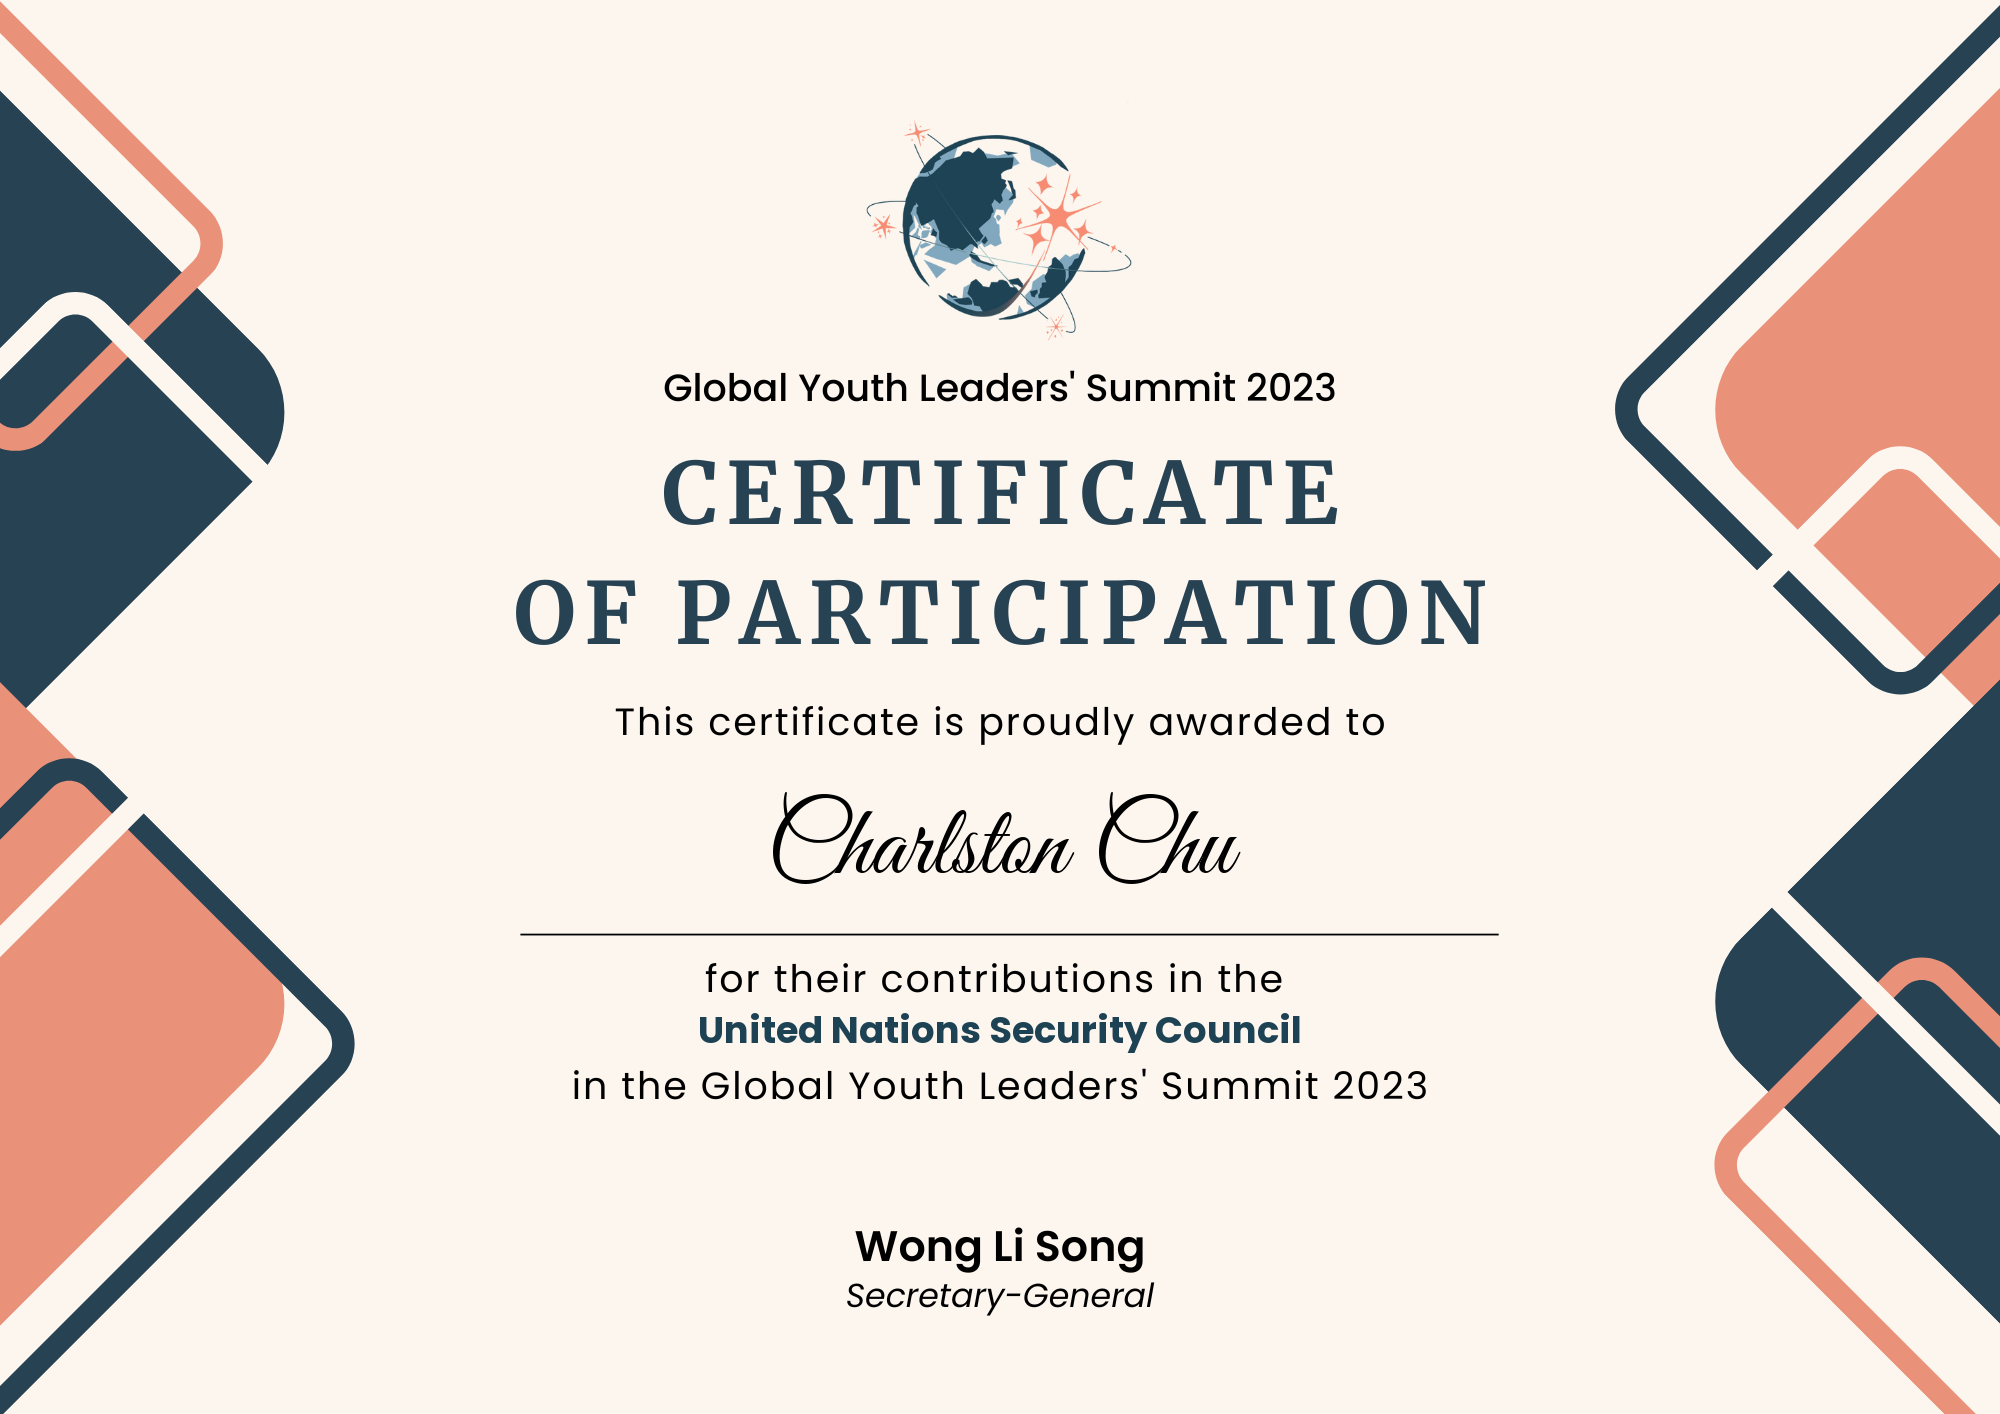 Global Youth Leaders' Summit 2023
CERTIFICATE
OF PARTICIPATION
This certificate is proudly awarded to
Charlston Chu
for their contributions in the
United Nations Security Council
in the Global Youth Leaders' Summit 2023
Wong Li Song
Secretary-General